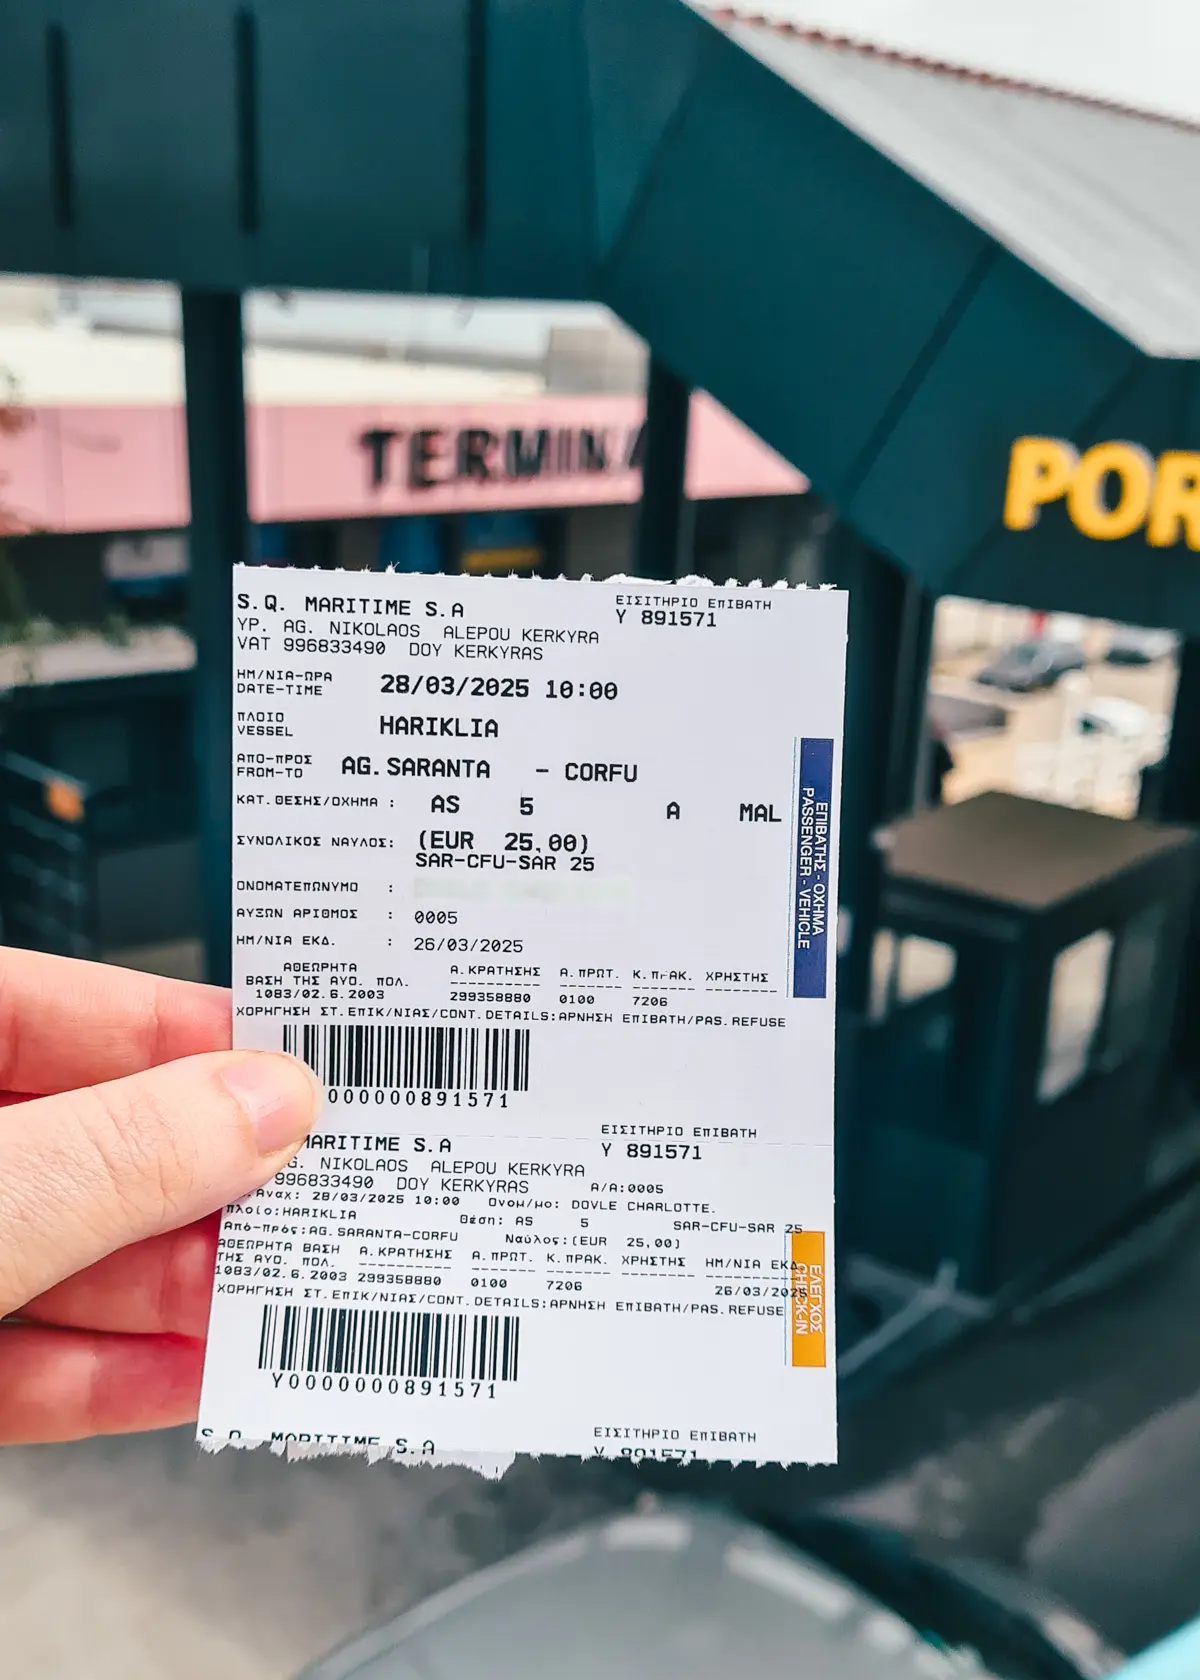 TERMINA
POR
S.Q. MARITIME S.A
ΕΙΣΙΤΗΡΙΟ ΕΠΙΒΑΤΗ
YP. AG. NIKOLAOS ALEPOU KERKYRA
Y 891571
VAT 996833490 DOY KERKYRAS
ΗΜ/ΝΙΑ-ΩΡΑ
DATE-TIME
28/03/2025 10:00
ΠΛΟΙΟ
VESSEL
HARIKLIA
ΑΠΟ-ΠΡΟΣ
FROM-TO
AG.SARANTA - CORFU
ΚΑΤ.ΘΕΣΗΣ/ΟΧΗΜΑ : AS 5 A MAL
ΣΥΝΟΛΙΚΟΣ ΝΑΥΛΟΣ: (EUR 25,00)
SAR-CFU-SAR 25
ΟΝΟΜΑΤΕΠΩΝΥΜΟ :
ΑΥΞΩΝ ΑΡΙΘΜΟΣ : 0005
ΗΜ/ΝΙΑ ΕΚΔ. : 26/03/2025
ΕΠΙΒΑΤΗΣ - ΟΧΗΜΑ
PASSENGER - VEHICLE
ΑΘΕΩΡΗΤΑ Α.ΚΡΑΤΗΣΗΣ Α.ΠΡΩΤ. Κ.ΠΡΑΚ. ΧΡΗΣΤΗΣ
ΒΑΣΗ ΤΗΣ ΑΥΟ. ΠΟΛ. ---------- ------- ------- --------
1083/02.6.2003 299358880 0100 7206
ΧΟΡΗΓΗΣΗ ΣΤ.ΕΠΙΚ/ΝΙΑΣ/CONT.DETAILS:ΑΡΝΗΣΗ ΕΠΙΒΑΤΗ/PAS.REFUSE
000000891571
ΕΙΣΙΤΗΡΙΟ ΕΠΙΒΑΤΗ
MARITIME S.A
Y 891571
G. NIKOLAOS ALEPOU KERKYRA
996833490 DOY KERKYRAS A/A:0005
Αναχ: 28/03/2025 10:00 Ονομ/μο: DOVLE CHARLOTTE.
Πλοίο:HARIKLIA Θέση: AS 5 SAR-CFU-SAR 25
Από-πρός:AG.SARANTA-CORFU Ναύλος:(EUR 25,00)
ΑΘΕΩΡΗΤΑ ΒΑΣΗ Α.ΚΡΑΤΗΣΗΣ Α.ΠΡΩΤ. Κ.ΠΡΑΚ. ΧΡΗΣΤΗΣ ΗΜ/ΝΙΑ ΕΚΔ
ΤΗΣ ΑΥΟ. ΠΟΛ.
1083/02.6.2003 299358880 0100 7206 26/03/2025
ΧΟΡΗΓΗΣΗ ΣΤ.ΕΠΙΚ/ΝΙΑΣ/CONT.DETAILS:ΑΡΝΗΣΗ ΕΠΙΒΑΤΗ/PAS.REFUSE
ΕΛΕΓΧΟΣ
CHECK-IN
Y0000000891571
S.Q. MARITIME S.A
ΕΙΣΙΤΗΡΙΟ ΕΠΙΒΑΤΗ
Y 891571